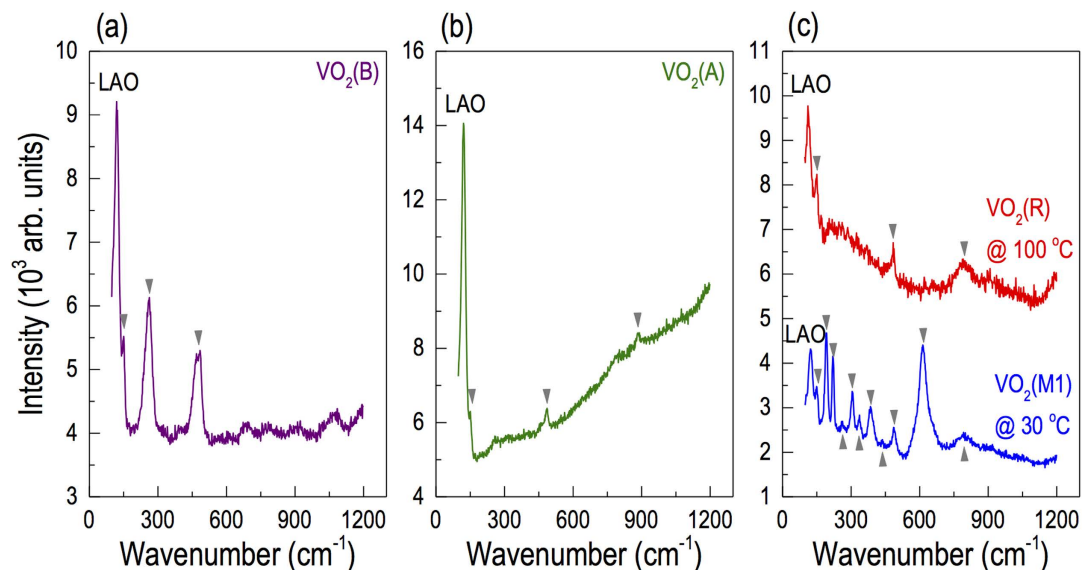 (a)
(b)
(c)
Intensity (10³ arb. units)
10
9
8
7
6
5
4
3
LAO
VO₂(B)
0 300 600 900 1200
Wavenumber (cm⁻¹)
16
14
12
10
8
6
4
LAO
VO₂(A)
0 300 600 900 1200
Wavenumber (cm⁻¹)
11
10
9
8
7
6
5
4
3
2
1
LAO
VO₂(R)
@ 100 °C
LAO
VO₂(M1)
@ 30 °C
0 300 600 900 1200
Wavenumber (cm⁻¹)